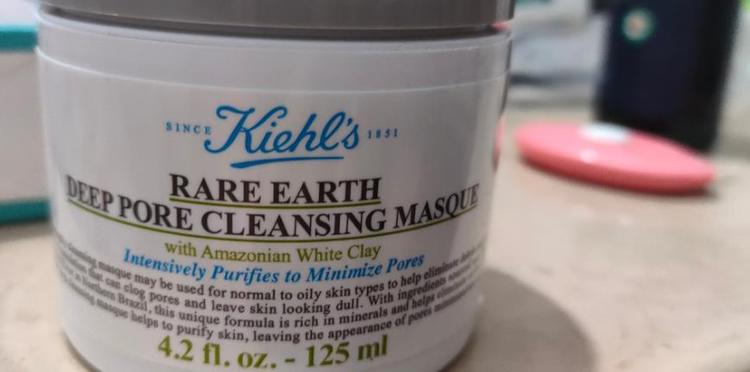 SINCE Kiehl's 1851
RARE EARTH
DEEP PORE CLEANSING MASQUE
with Amazonian White Clay
Intensively Purifies to Minimize Pores
cleansing masque may be used for normal to oily skin types to help eliminate
that can clog pores and leave skin looking dull. With ingredients
in Northern Brazil, this unique formula is rich in minerals and helps
masque helps to purify skin, leaving the appearance of pores
4.2 fl. oz. - 125 ml